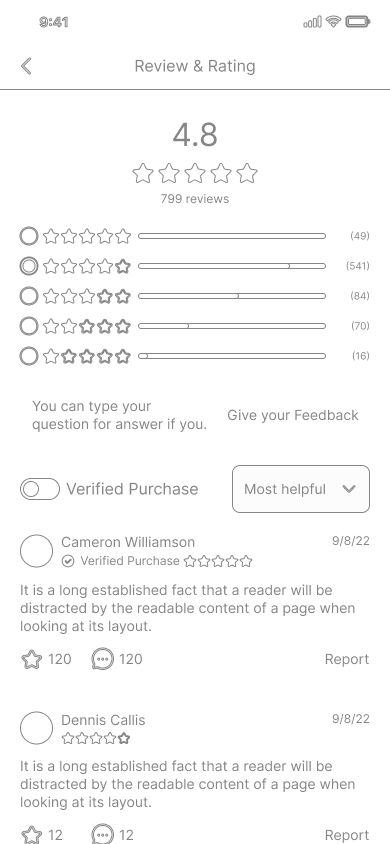 9:41
Review & Rating
4.8
799 reviews
(49)
(541)
(84)
(70)
(16)
You can type your
question for answer if you.
Give your Feedback
Verified Purchase
Most helpful
Cameron Williamson
9/8/22
Verified Purchase
It is a long established fact that a reader will be
distracted by the readable content of a page when
looking at its layout.
120
120
Report
Dennis Callis
9/8/22
It is a long established fact that a reader will be
distracted by the readable content of a page when
looking at its layout.
12
12
Report